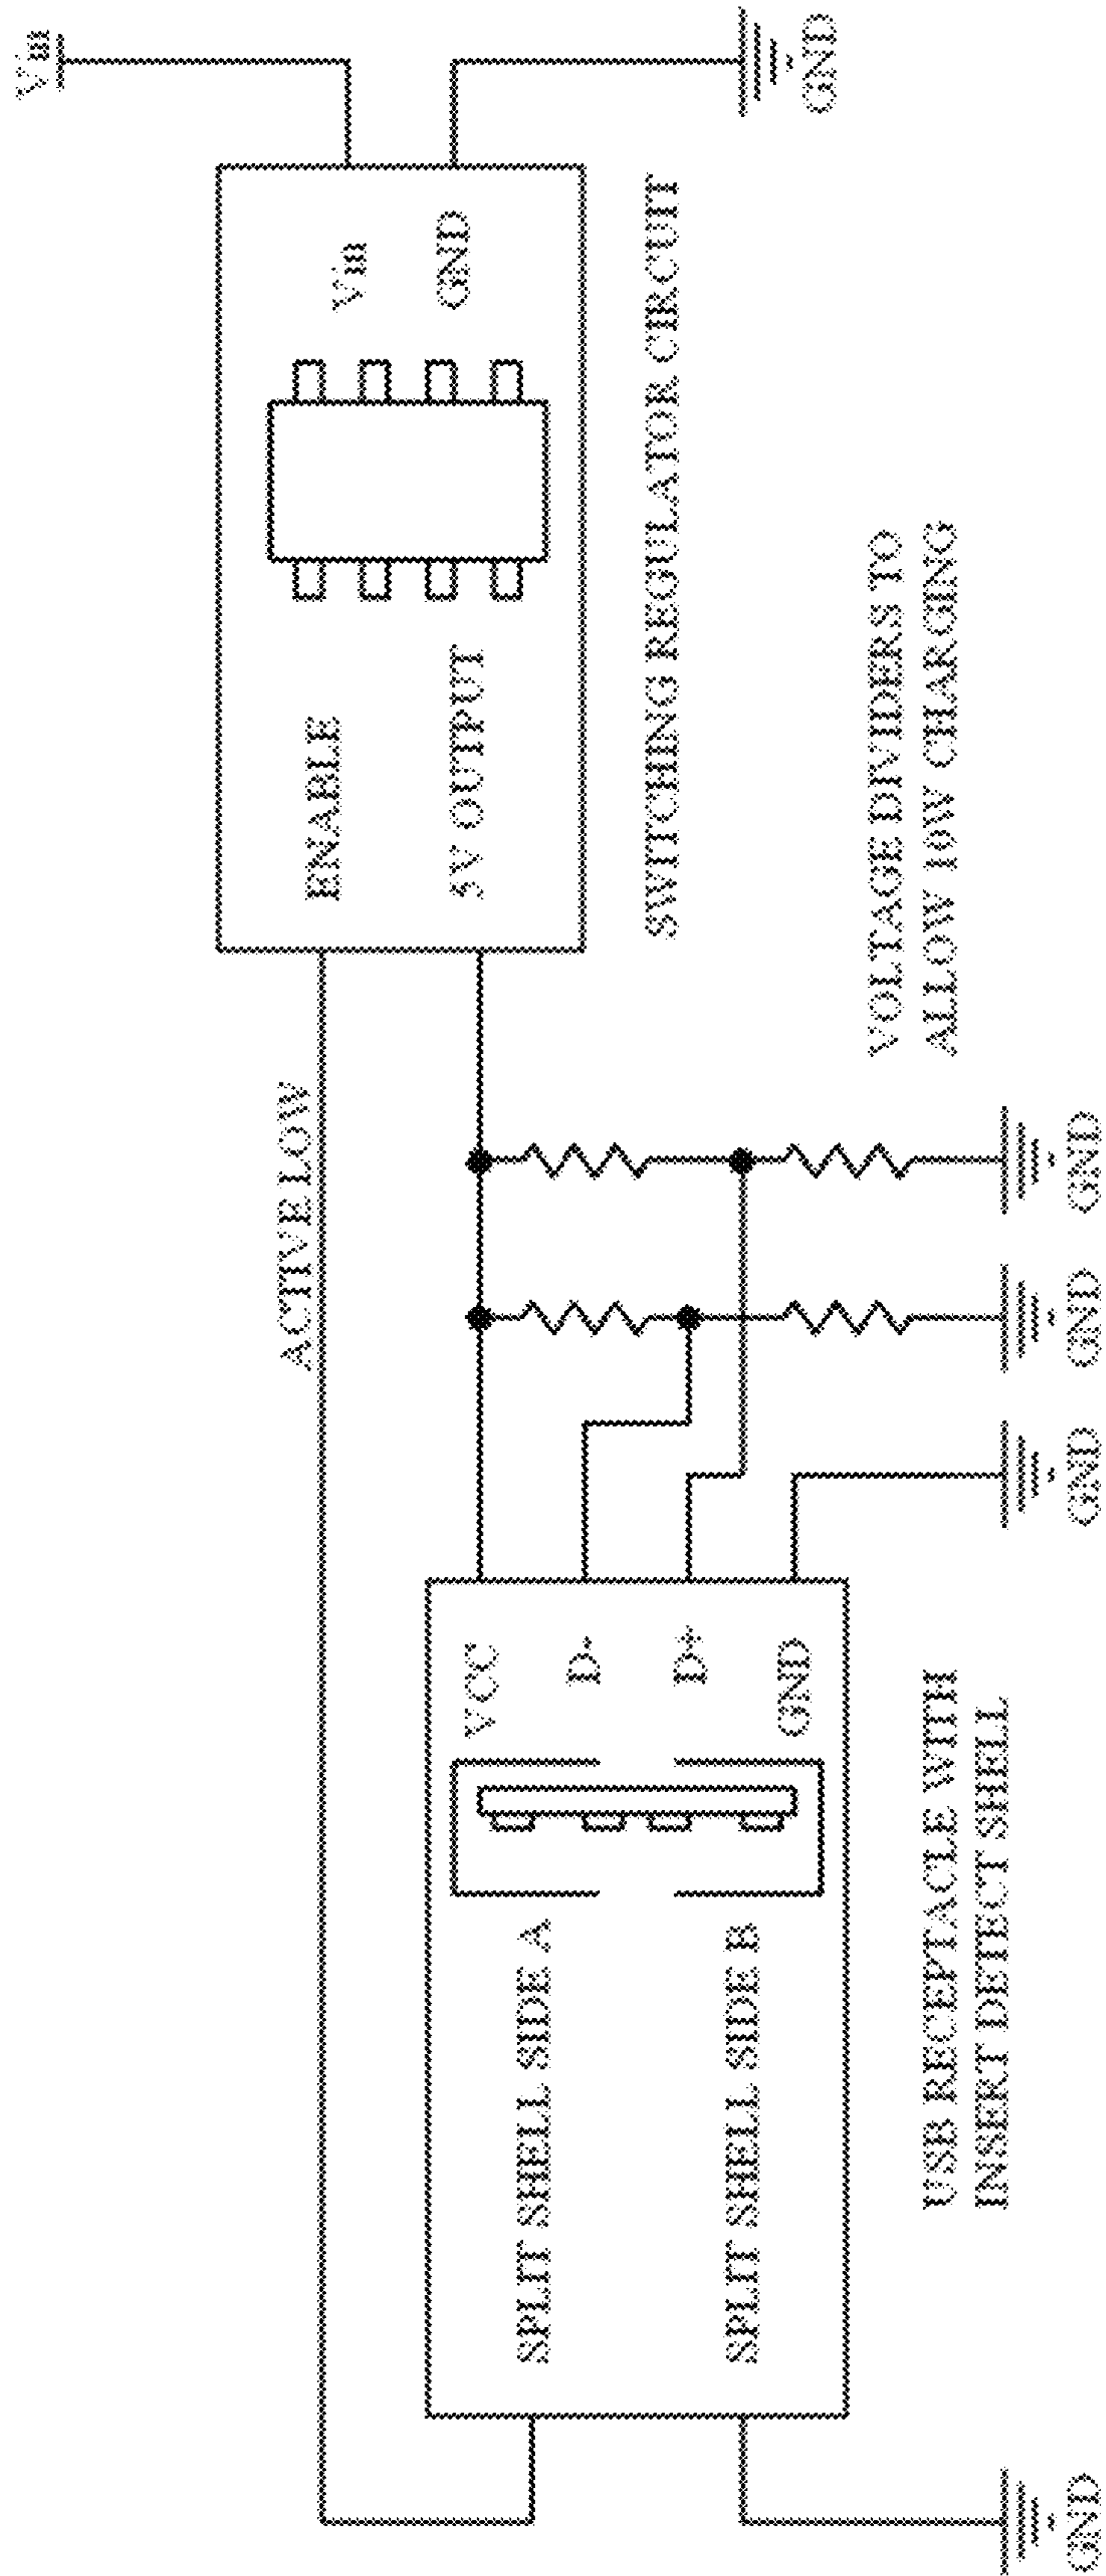 ACTIVE LOW
Vin
ENABLE
Vin
5V OUTPUT
GND
SWITCHING REGULATOR CIRCUIT
GND
SPLIT SHELL SIDE A
SPLIT SHELL SIDE B
VCC
D-
D+
GND
USB RECEPTACLE WITH
INSERT DETECT SHELL
VOLTAGE DIVIDERS TO
ALLOW 10W CHARGING
GND
GND
GND
GND